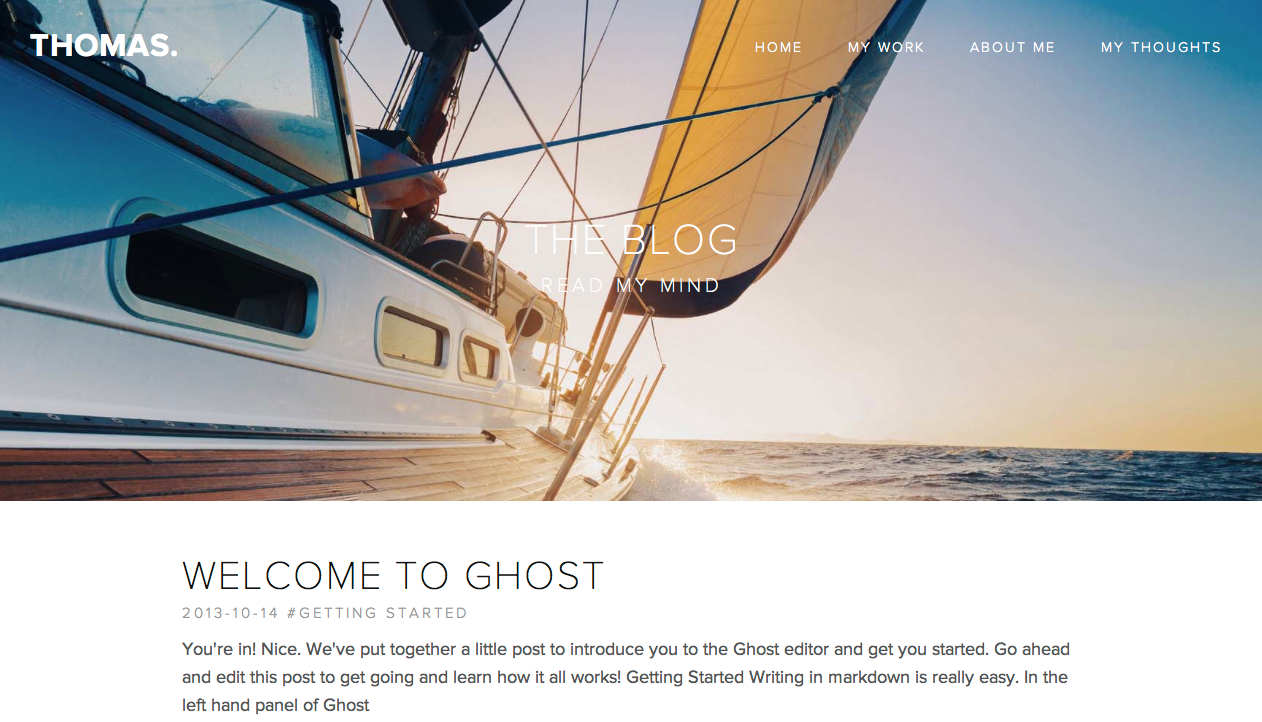 THOMAS.
HOME MY WORK ABOUT ME MY THOUGHTS
THE BLOG
READ MY MIND
WELCOME TO GHOST
2013-10-14 #GETTING STARTED
You're in! Nice. We've put together a little post to introduce you to the Ghost editor and get you started. Go ahead
and edit this post to get going and learn how it all works! Getting Started Writing in markdown is really easy. In the
left hand panel of Ghost